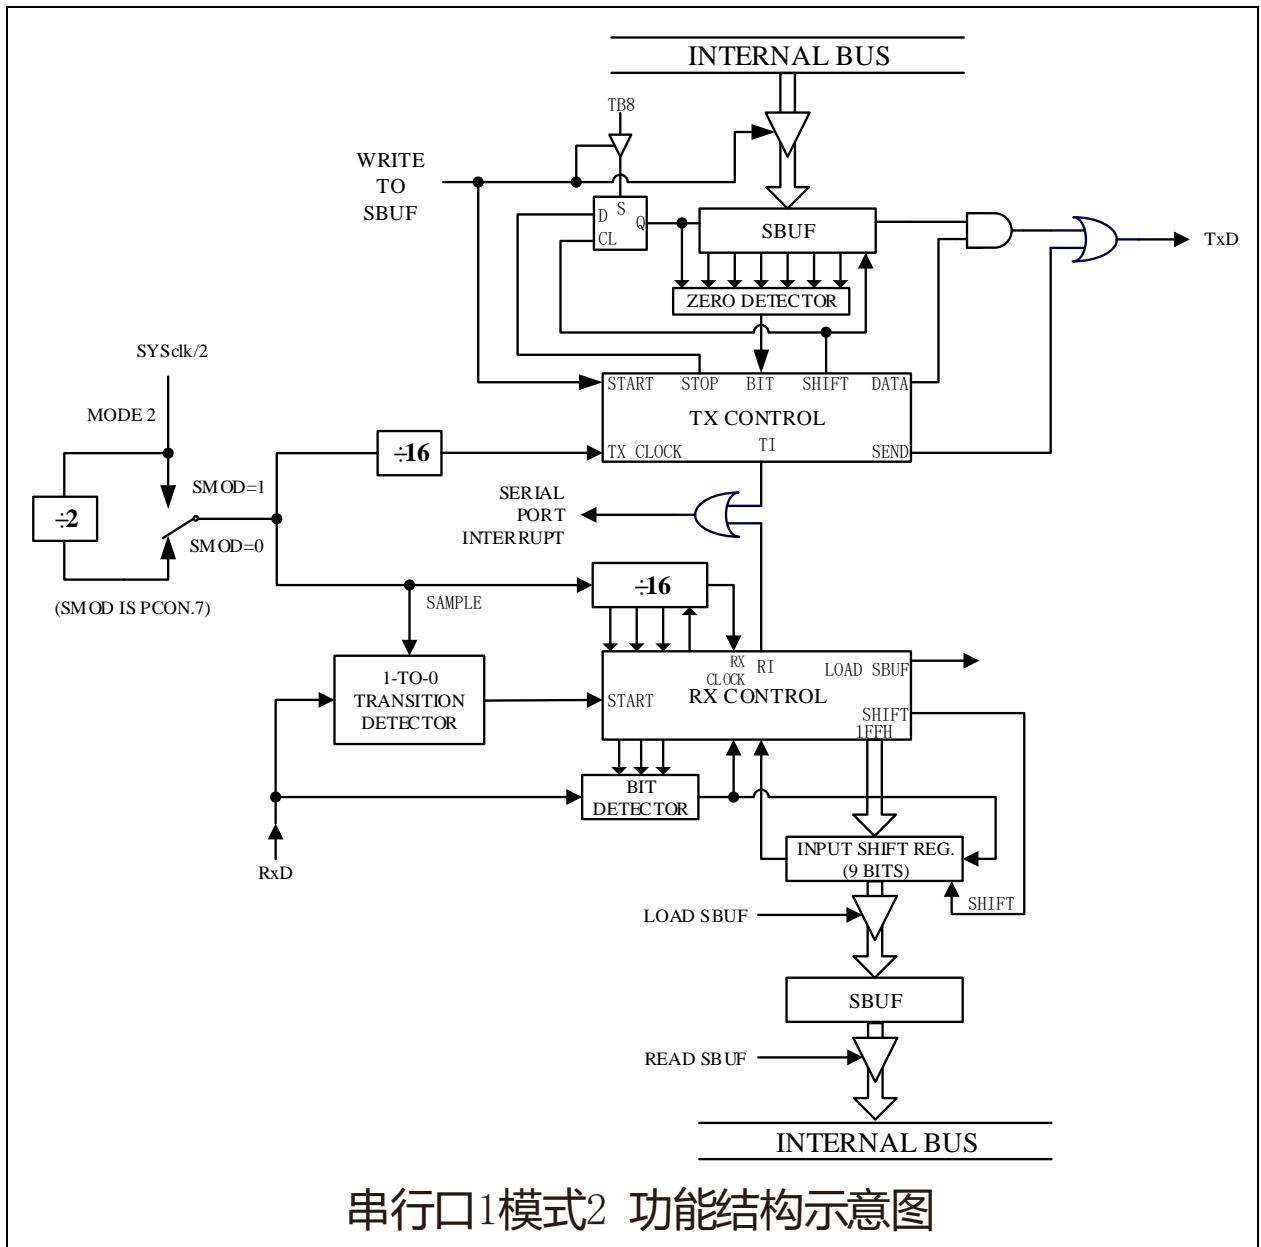 INTERNAL BUS
TB8
WRITE
TO
SBUF
S
D
Q
CL
SBUF
TxD
ZERO DETECTOR
SYSclk/2
START STOP BIT SHIFT DATA
MODE 2
TX CONTROL
TI
÷16
TX CLOCK
SEND
SMOD=1
SERIAL
PORT
INTERRUPT
÷2
SMOD=0
÷16
(SMOD IS PCON.7)
SAMPLE
RX
CLOCK
RI
LOAD SBUF
1-TO-0
TRANSITION
DETECTOR
START
RX CONTROL
SHIFT
1FFH
BIT
DETECTOR
INPUT SHIFT REG.
(9 BITS)
RxD
SHIFT
LOAD SBUF
SBUF
READ SBUF
INTERNAL BUS
串行口1模式2 功能结构示意图